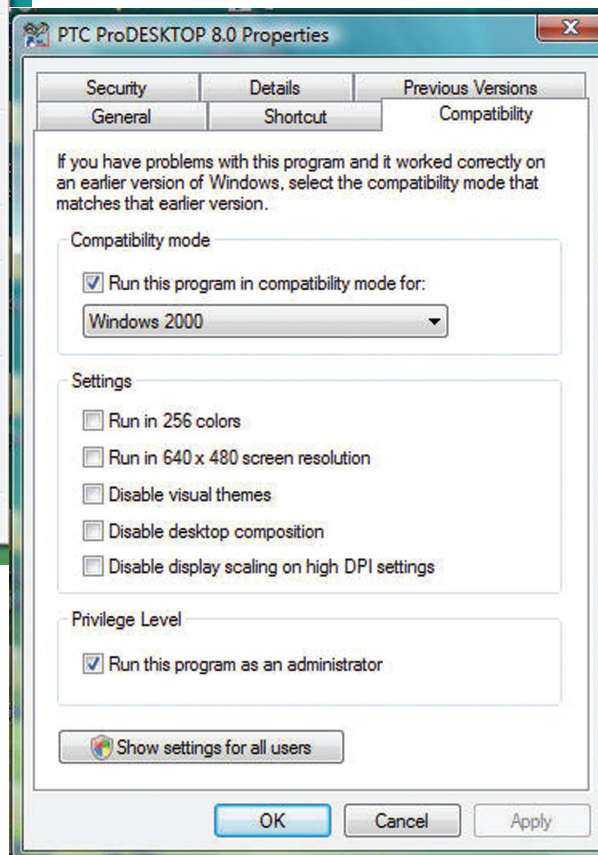 PTC ProDESKTOP 8.0 Properties
Security Details Previous Versions
General Shortcut Compatibility
If you have problems with this program and it worked correctly on
an earlier version of Windows, select the compatibility mode that
matches that earlier version.
Compatibility mode
Run this program in compatibility mode for:
Windows 2000
Settings
Run in 256 colors
Run in 640 x 480 screen resolution
Disable visual themes
Disable desktop composition
Disable display scaling on high DPI settings
Privilege Level
Run this program as an administrator
Show settings for all users
OK Cancel Apply